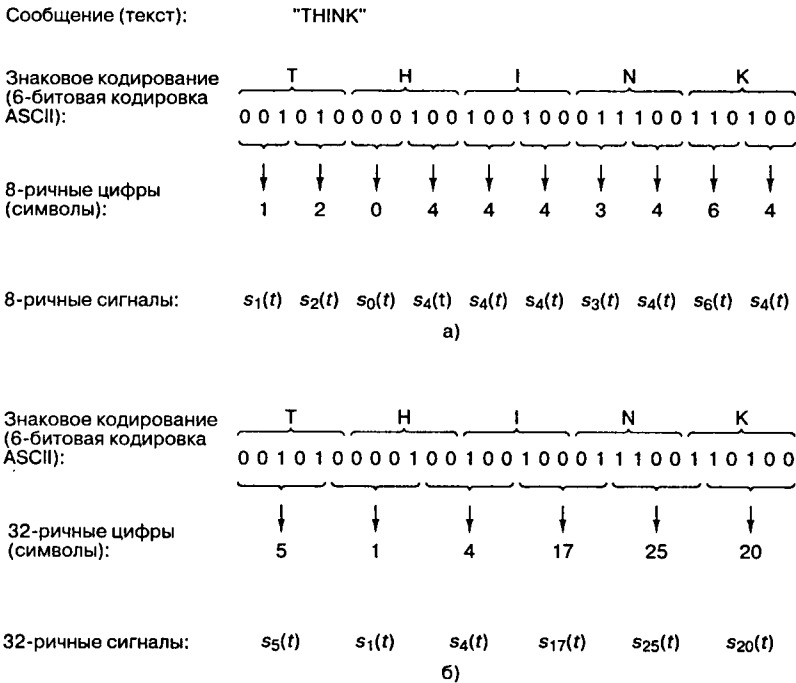 Сообщение (текст): "THINK"
Знаковое кодирование
(6-битовая кодировка
ASCII):
T H I N K
0 0 1 0 1 0 0 0 0 1 0 0 1 0 0 1 0 0 0 1 1 1 0 0 1 1 0 1 0 0
8-ричные цифры
(символы):
1 2 0 4 4 4 3 4 6 4
8-ричные сигналы: s1(t) s2(t) s0(t) s4(t) s4(t) s4(t) s3(t) s4(t) s6(t) s4(t)
а)
Знаковое кодирование
(6-битовая кодировка
ASCII):
T H I N K
0 0 1 0 1 0 0 0 0 1 0 0 1 0 0 1 0 0 0 1 1 1 0 0 1 1 0 1 0 0
32-ричные цифры
(символы):
5 1 4 17 25 20
32-ричные сигналы: s5(t) s1(t) s4(t) s17(t) s25(t) s20(t)
б)